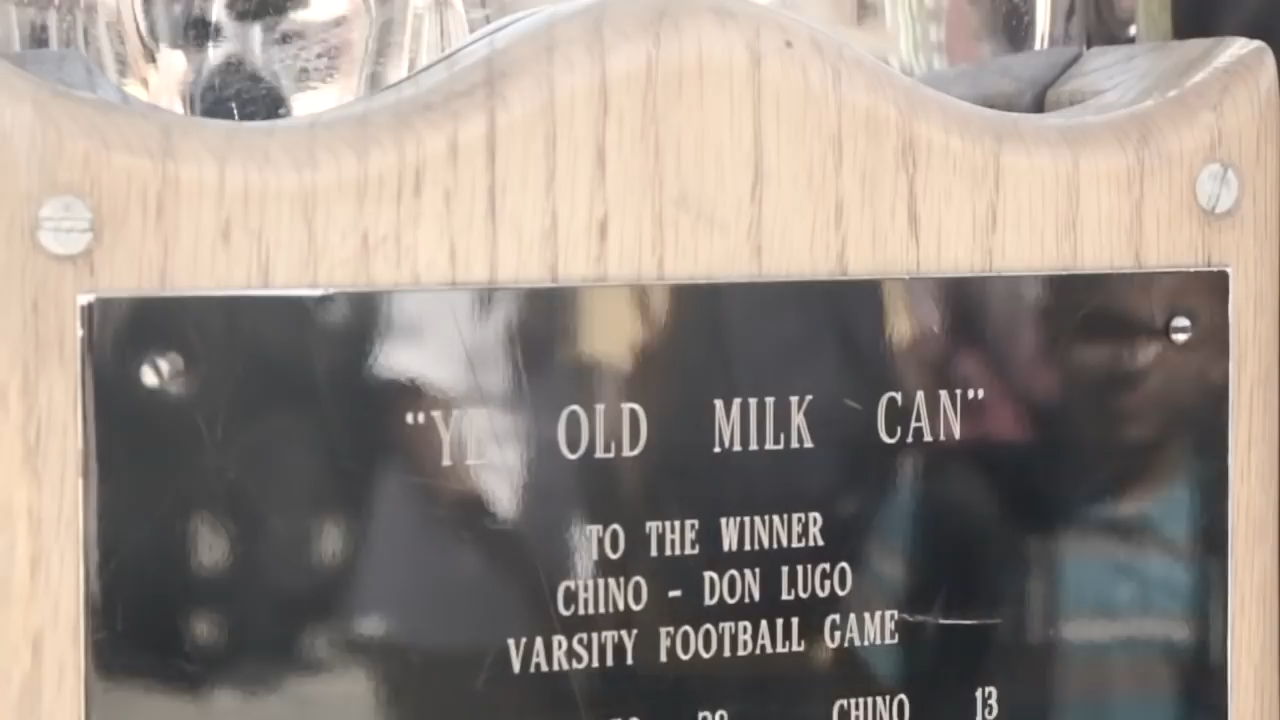 "YE OLD MILK CAN"
TO THE WINNER
CHINO - DON LUGO
VARSITY FOOTBALL GAME
CHINO 13